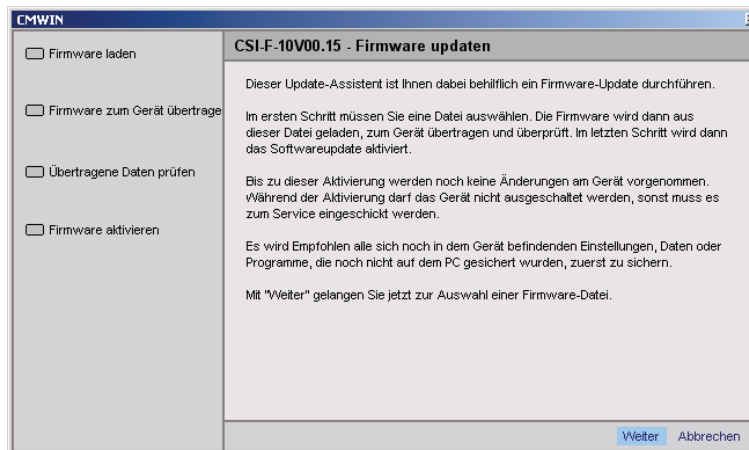 CMWIN
Firmware laden
Firmware zum Gerät übertrage
Übertragene Daten prüfen
Firmware aktivieren
CSI-F-10V00.15 - Firmware updaten
Dieser Update-Assistent ist Ihnen dabei behilflich ein Firmware-Update durchführen.
Im ersten Schritt müssen Sie eine Datei auswählen. Die Firmware wird dann aus
dieser Datei geladen, zum Gerät übertragen und überprüft. Im letzten Schritt wird dann
das Softwareupdate aktiviert.
Bis zu dieser Aktivierung werden noch keine Änderungen am Gerät vorgenommen.
Während der Aktivierung darf das Gerät nicht ausgeschaltet werden, sonst muss es
zum Service eingeschickt werden.
Es wird Empfohlen alle sich noch in dem Gerät befindenden Einstellungen, Daten oder
Programme, die noch nicht auf dem PC gesichert wurden, zuerst zu sichern.
Mit "Weiter" gelangen Sie jetzt zur Auswahl einer Firmware-Datei.
Weiter Abbrechen